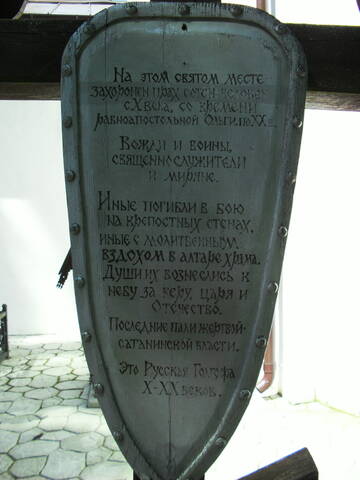 На этом святом месте
захоронен прах сотен человек
с X века, со времени
равноапостольной Ольги, по XX в.
Вожди и воины,
священнослужители
и миряне.
Иные погибли в бою
на крепостных стенах,
иные с молитвенным
вздохом в алтаре храма.
Души их вознеслись к
небу за веру, царя и
Отечество.
Последние пали жертвой
сатанинской власти.
Это Русская Голгофа
X-XX веков.